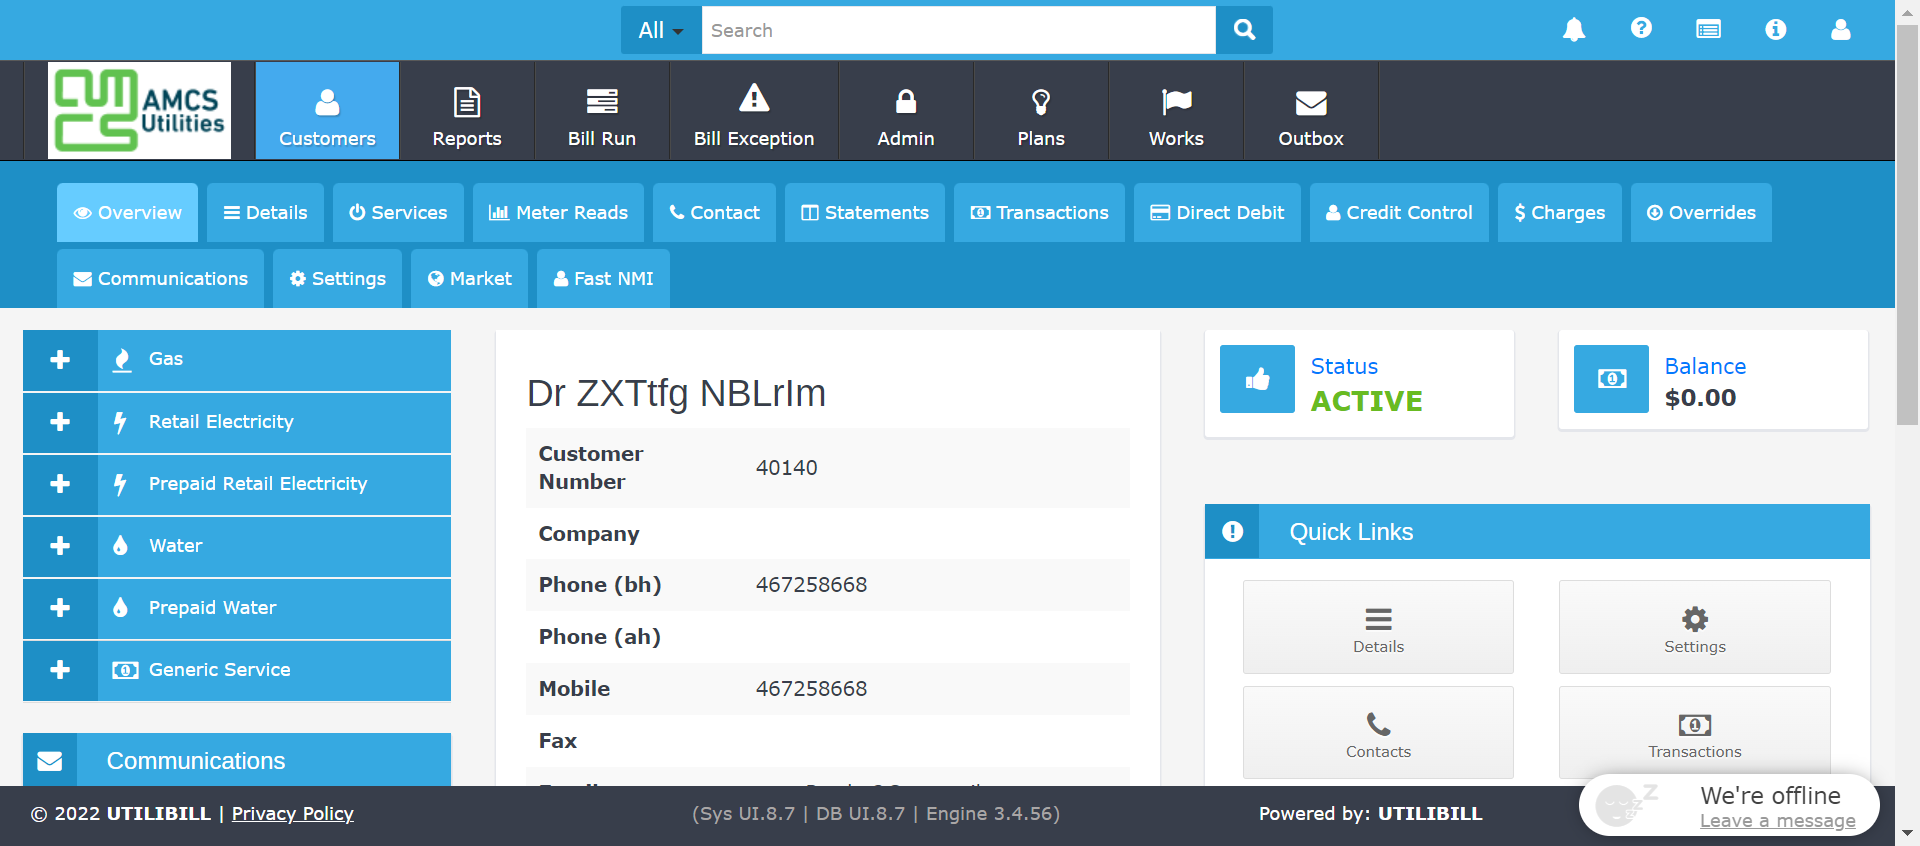 All
Search
AMCS
Utilities
Customers
Reports
Bill Run
Bill Exception
Admin
Plans
Works
Outbox
Overview
Details
Services
Meter Reads
Contact
Statements
Transactions
Direct Debit
Credit Control
Charges
Overrides
Communications
Settings
Market
Fast NMI
Gas
Retail Electricity
Prepaid Retail Electricity
Water
Prepaid Water
Generic Service
Communications
Dr ZXTtfg NBLrIm
Customer
Number
40140
Company
Phone (bh) 467258668
Phone (ah)
Mobile 467258668
Fax
Status
ACTIVE
Balance
$0.00
Quick Links
Details
Settings
Contacts
Transactions
© 2022 UTILIBILL | Privacy Policy
(Sys UI.8.7 | DB UI.8.7 | Engine 3.4.56)
Powered by: UTILIBILL
We're offline
Leave a message